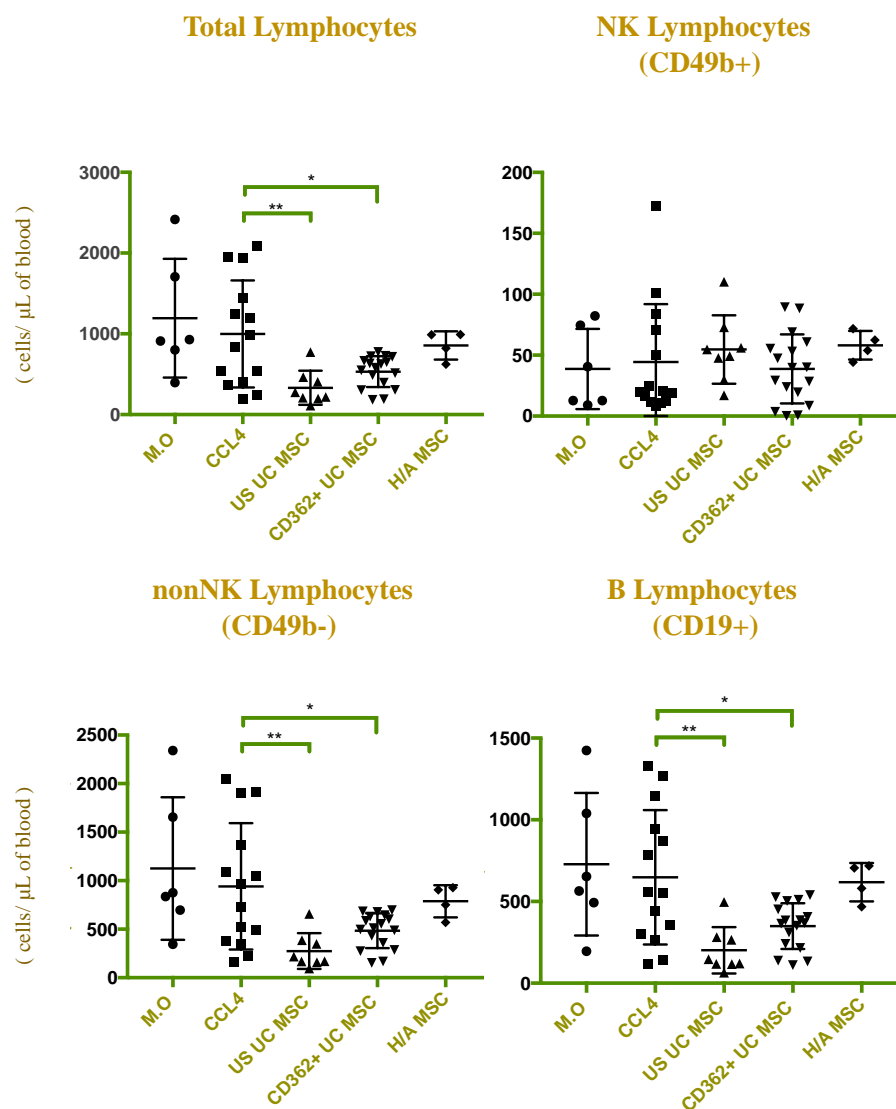 Total Lymphocytes
NK Lymphocytes
(CD49b+)
( cells/ μL of blood )
3000
2000
1000
0
*
**
M.O
CCL4
US UC MSC
CD362+ UC MSC
H/A MSC
200
150
100
50
0
M.O
CCL4
US UC MSC
CD362+ UC MSC
H/A MSC
nonNK Lymphocytes
(CD49b-)
B Lymphocytes
(CD19+)
( cells/ μL of blood )
2500
2000
1500
1000
500
0
*
**
M.O
CCL4
US UC MSC
CD362+ UC MSC
H/A MSC
1500
1000
500
0
*
**
M.O
CCL4
US UC MSC
CD362+ UC MSC
H/A MSC